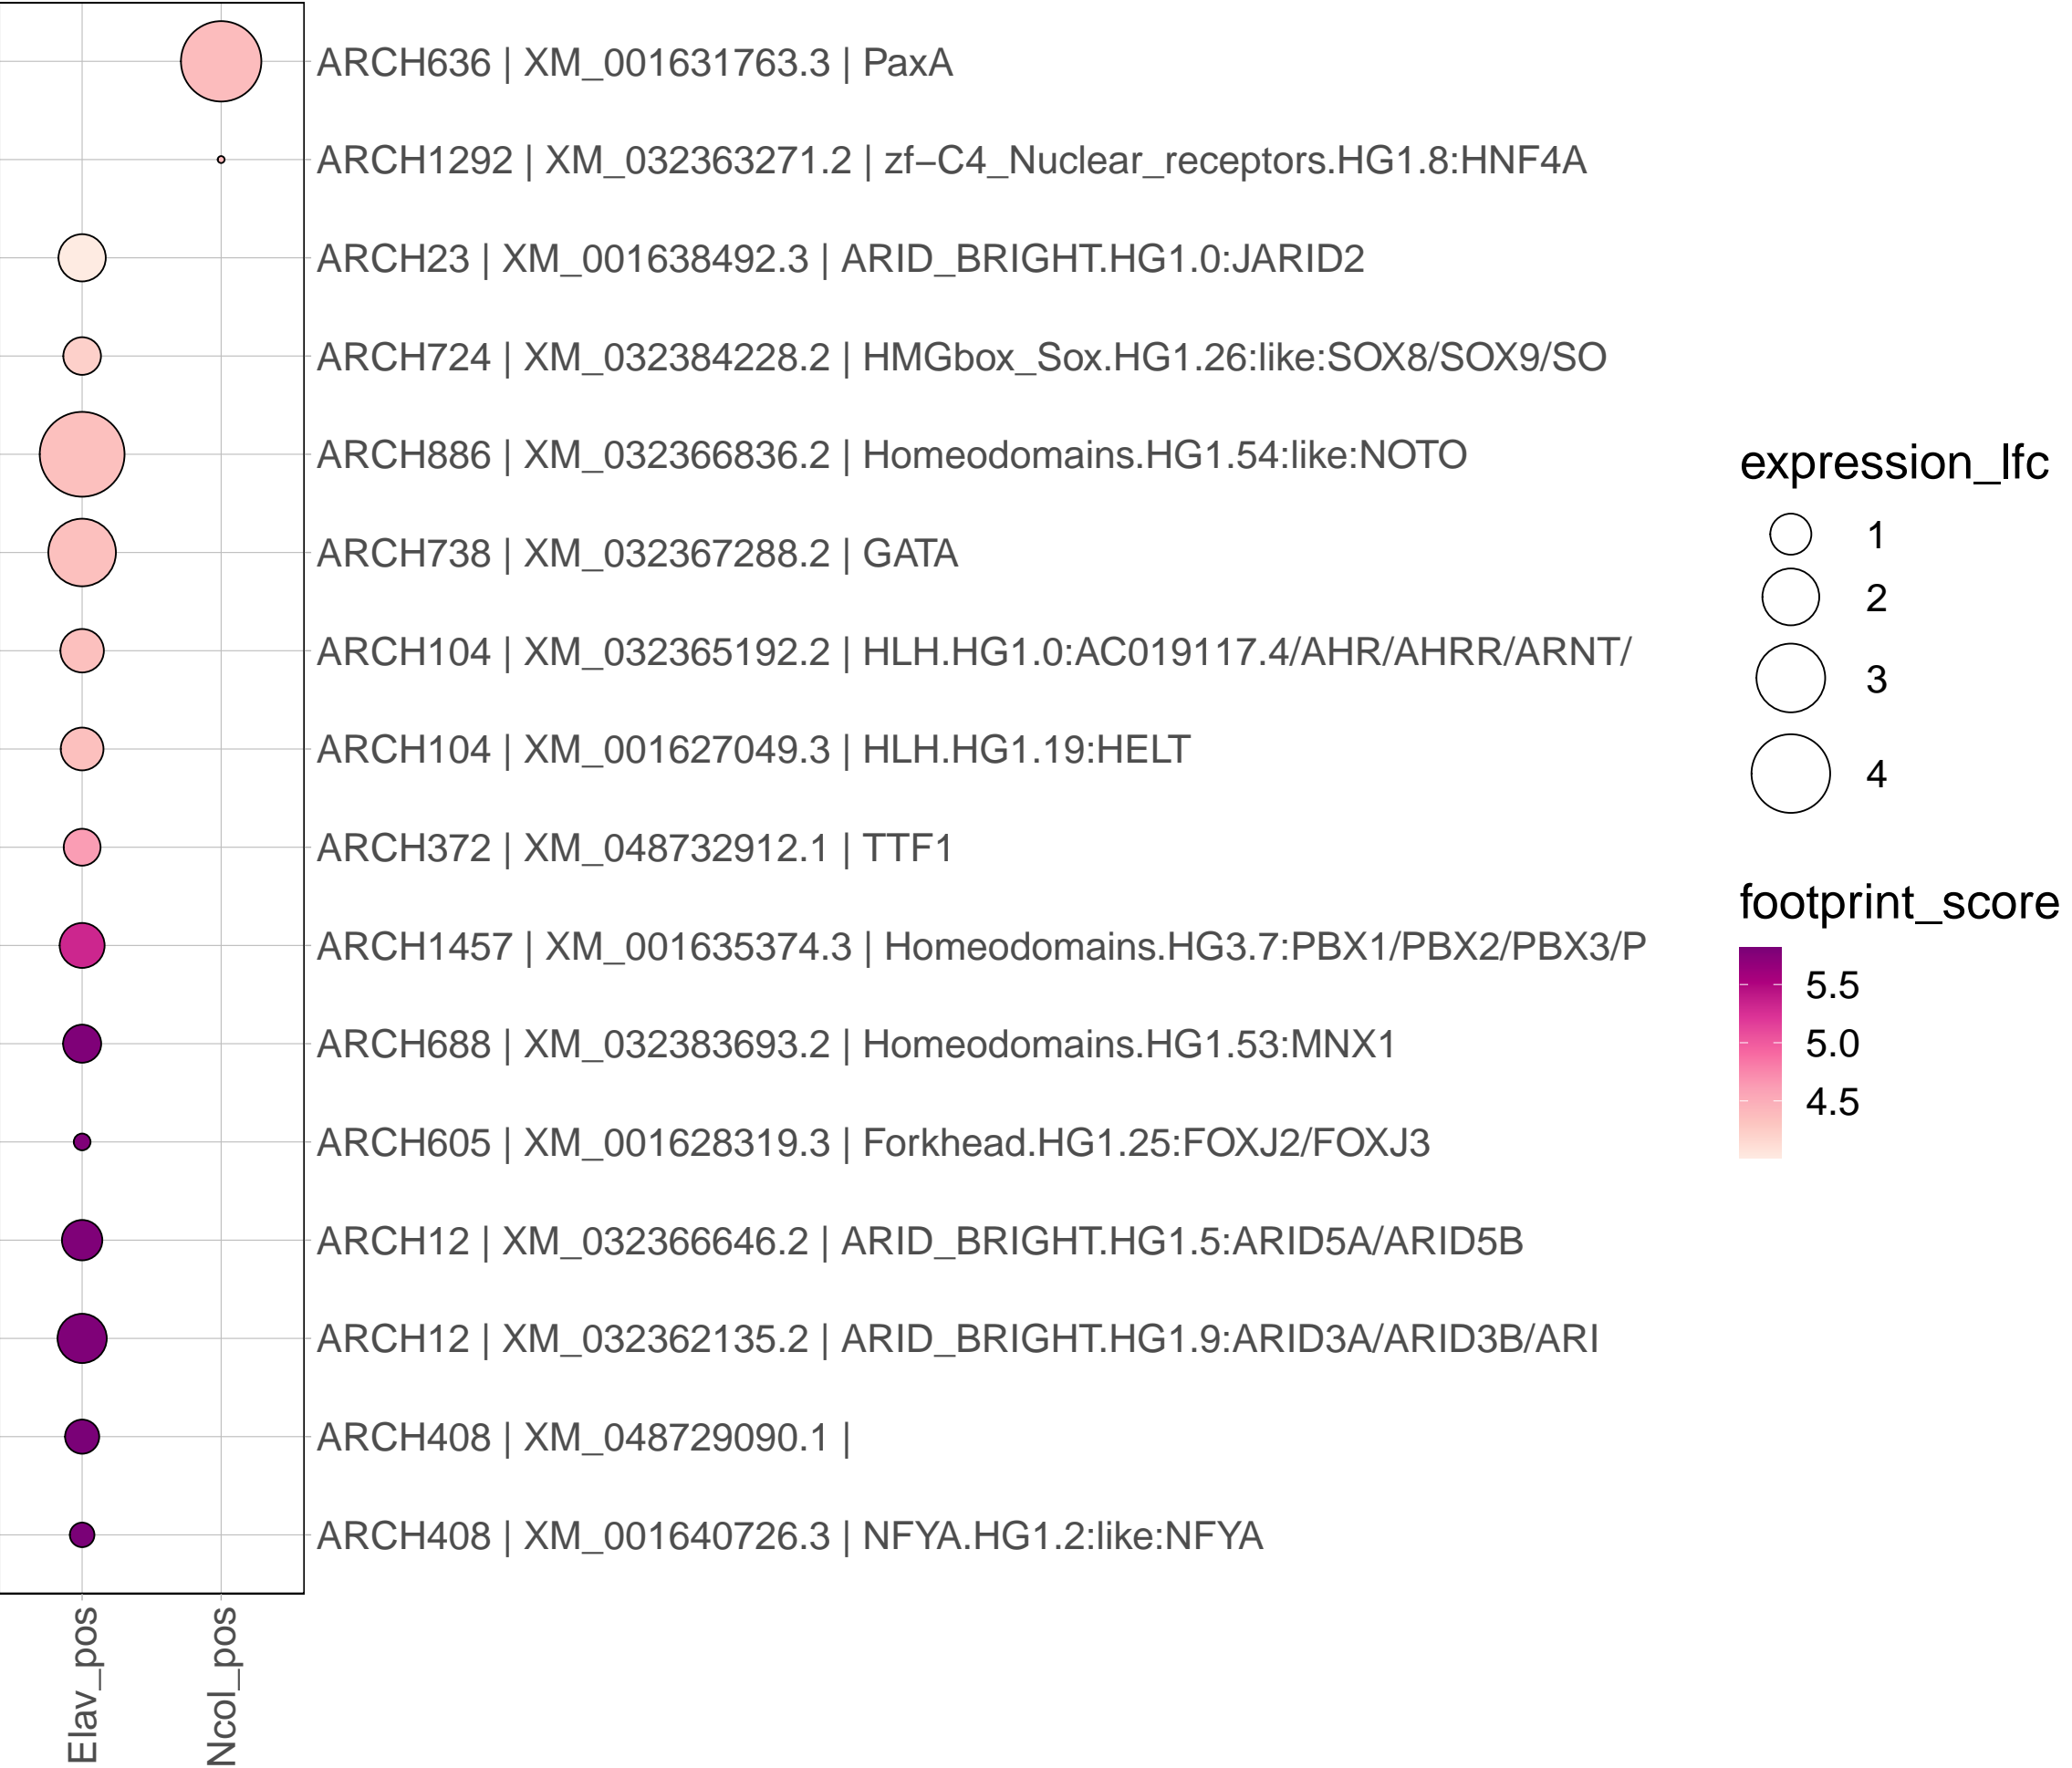 ARCH636 | XM_001631763.3 | PaxA
ARCH1292 | XM_032363271.2 | zf−C4_Nuclear_receptors.HG1.8:HNF4A
ARCH23 | XM_001638492.3 | ARID_BRIGHT.HG1.0:JARID2
ARCH724 | XM_032384228.2 | HMGbox_Sox.HG1.26:like:SOX8/SOX9/SO
ARCH886 | XM_032366836.2 | Homeodomains.HG1.54:like:NOTO
ARCH738 | XM_032367288.2 | GATA
ARCH104 | XM_032365192.2 | HLH.HG1.0:AC019117.4/AHR/AHRR/ARNT/
ARCH104 | XM_001627049.3 | HLH.HG1.19:HELT
ARCH372 | XM_048732912.1 | TTF1
ARCH1457 | XM_001635374.3 | Homeodomains.HG3.7:PBX1/PBX2/PBX3/P
ARCH688 | XM_032383693.2 | Homeodomains.HG1.53:MNX1
ARCH605 | XM_001628319.3 | Forkhead.HG1.25:FOXJ2/FOXJ3
ARCH12 | XM_032366646.2 | ARID_BRIGHT.HG1.5:ARID5A/ARID5B
ARCH12 | XM_032362135.2 | ARID_BRIGHT.HG1.9:ARID3A/ARID3B/ARI
ARCH408 | XM_048729090.1 |
ARCH408 | XM_001640726.3 | NFYA.HG1.2:like:NFYA
Elav_pos
Ncol_pos
expression_lfc
1
2
3
4
footprint_score
5.5
5.0
4.5